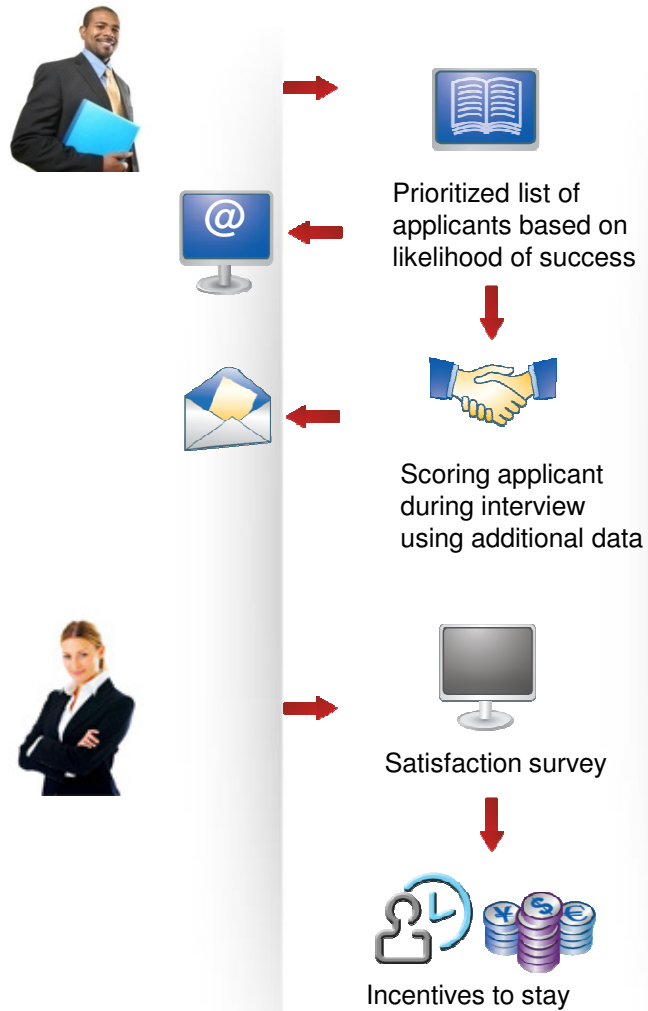 @
Prioritized list of
applicants based on
likelihood of success
Scoring applicant
during interview
using additional data
Satisfaction survey
¥ $ €
Incentives to stay